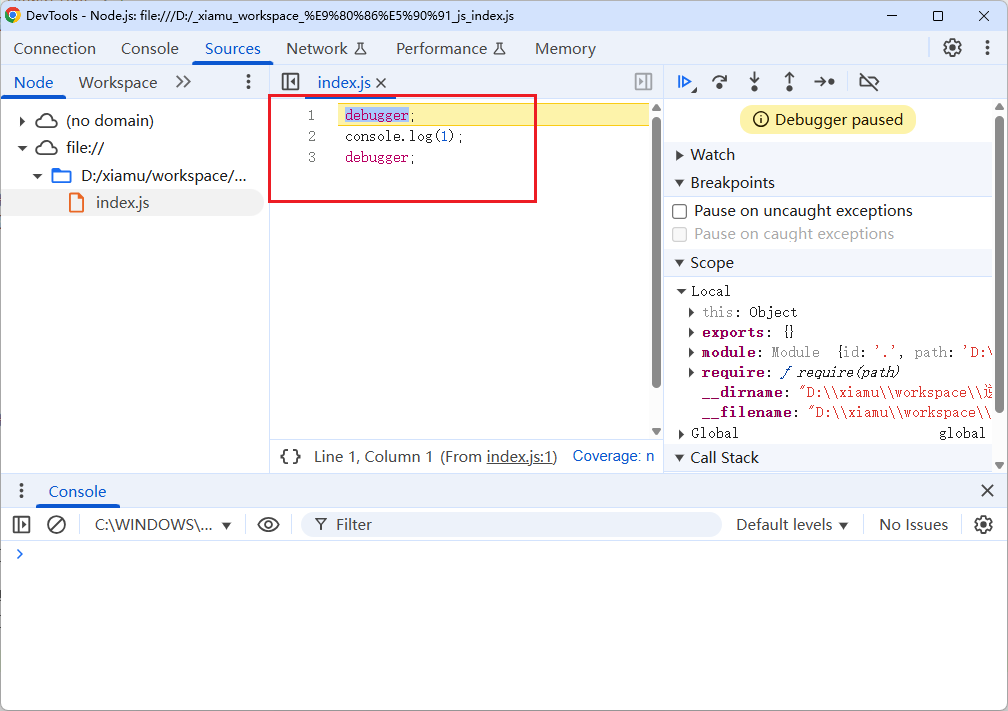 DevTools - Node.js: file:///D:/_xiamu_workspace_%E9%80%86%E5%90%91_js_index.js
Connection Console Sources Network Performance Memory
Node Workspace
index.js
(no domain)
file://
D:/xiamu/workspace/...
index.js
1 debugger;
2 console.log(1);
3 debugger;
Line 1, Column 1 (From index.js:1) Coverage: n
Debugger paused
Watch
Breakpoints
Pause on uncaught exceptions
Pause on caught exceptions
Scope
Local
this: Object
exports: {}
module: Module {id: '.', path: 'D:\
require: ƒ require(path)
__dirname: "D:\\xiamu\\workspace\\
__filename: "D:\\xiamu\\workspace\\
Global global
Call Stack
Console
C:\WINDOWS\... Filter Default levels No Issues